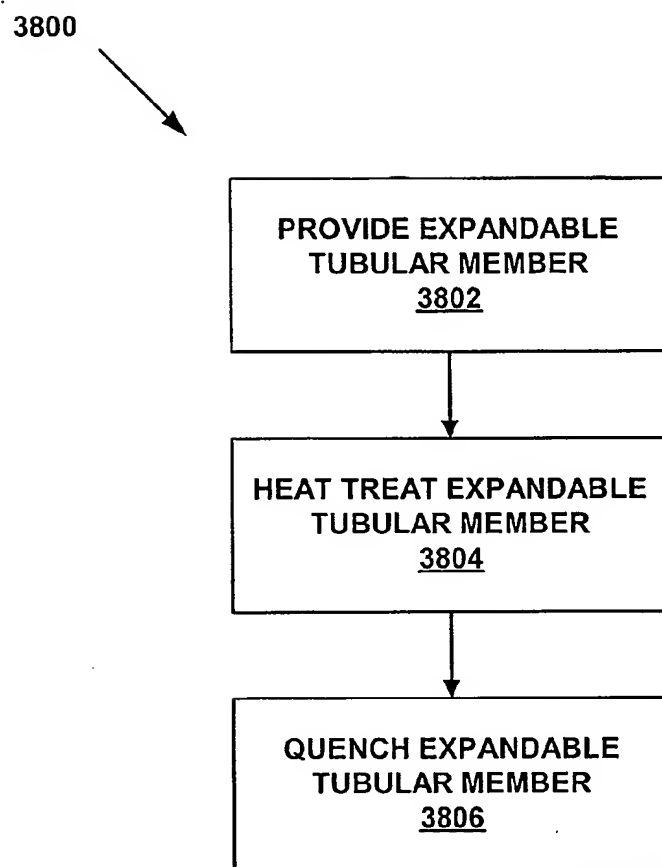 3800
PROVIDE EXPANDABLE
TUBULAR MEMBER
3802
HEAT TREAT EXPANDABLE
TUBULAR MEMBER
3804
QUENCH EXPANDABLE
TUBULAR MEMBER
3806